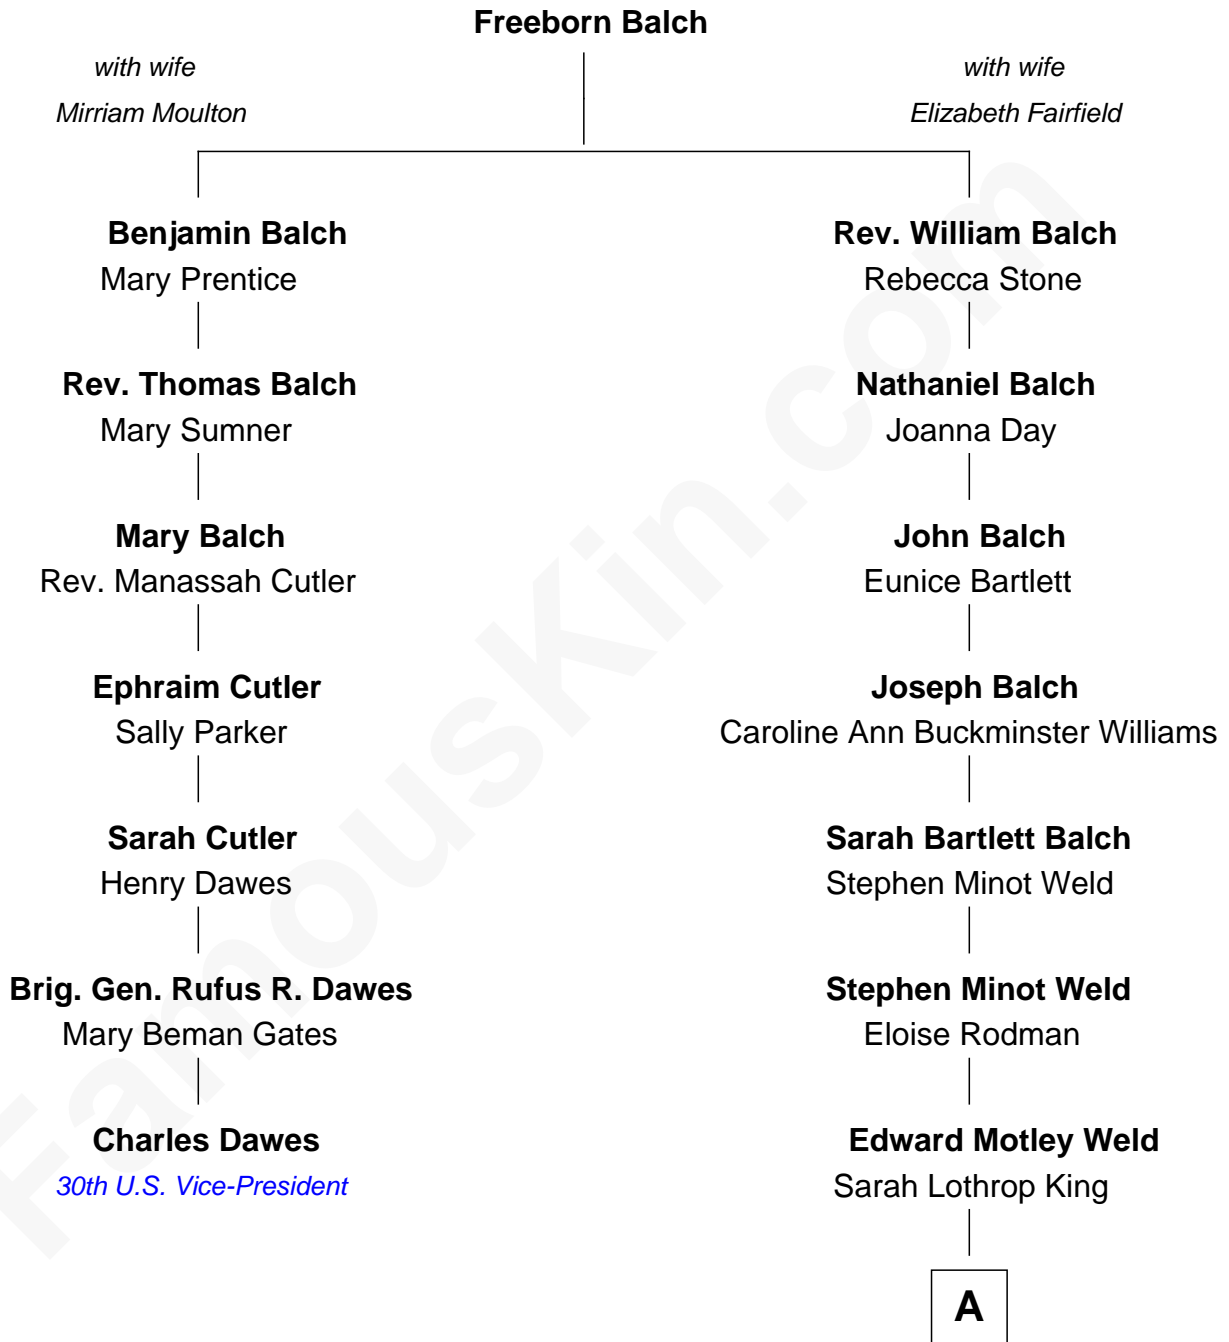 Freeborn Balch
with wife
Mirriam Moulton
with wife
Elizabeth Fairfield
Benjamin Balch
Mary Prentice
Rev. William Balch
Rebecca Stone
Rev. Thomas Balch
Mary Sumner
Nathaniel Balch
Joanna Day
Mary Balch
Rev. Manassah Cutler
John Balch
Eunice Bartlett
Ephraim Cutler
Sally Parker
Joseph Balch
Caroline Ann Buckminster Williams
Sarah Cutler
Henry Dawes
Sarah Bartlett Balch
Stephen Minot Weld
Brig. Gen. Rufus R. Dawes
Mary Beman Gates
Stephen Minot Weld
Eloise Rodman
Charles Dawes
30th U.S. Vice-President
Edward Motley Weld
Sarah Lothrop King
A
FamousKin.com